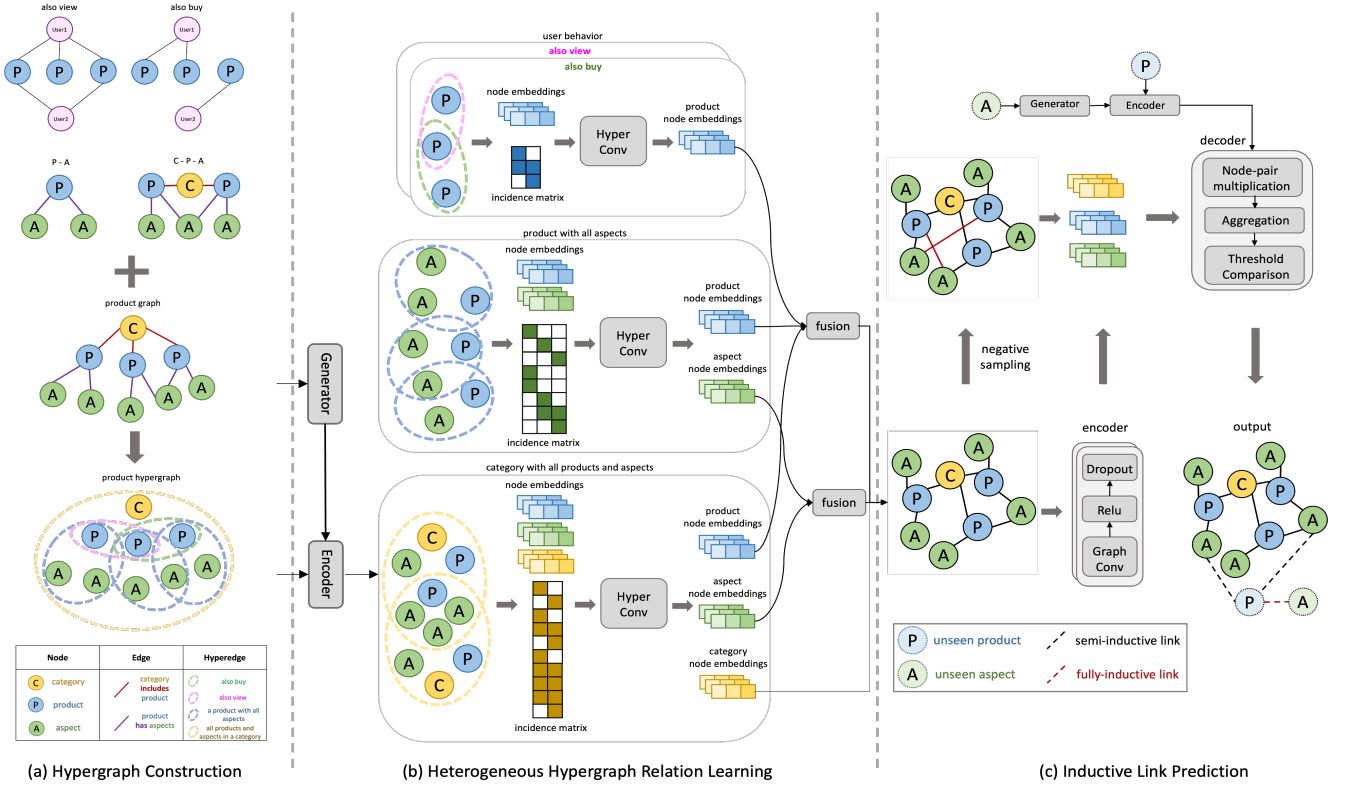 also view
also buy
User1
User1
P
P
P
P
P
P
User2
User2
P - A
C - P - A
P
P
C
P
A
A
A
A
A
product graph
C
P
P
P
A
A
A
A
A
product hypergraph
C
P
P
P
A
A
A
A
A
Node
Edge
Hyperedge
C
category
category
includes
product
also buy
also view
P
product
product
has aspects
a product with all
aspects
A
aspect
all products and
aspects in a category
(a) Hypergraph Construction
Generator
Encoder
user behavior
also view
also buy
P
P
P
node embeddings
incidence matrix
Hyper
Conv
product
node embeddings
product with all aspects
A
A
P
A
P
A
P
A
node embeddings
incidence matrix
Hyper
Conv
product
node embeddings
aspect
node embeddings
category with all products and aspects
C
A
P
P
A
A
A
A
P
C
node embeddings
incidence matrix
Hyper
Conv
product
node embeddings
aspect
node embeddings
category
node embeddings
fusion
fusion
(b) Heterogeneous Hypergraph Relation Learning
P
A
Generator
Encoder
decoder
Node-pair
multiplication
Aggregation
Threshold
Comparison
A
A
C
P
P
A
P
A
A
negative
sampling
A
A
C
P
P
A
P
A
A
encoder
Dropout
Relu
Graph
Conv
output
A
A
C
P
P
A
P
A
A
P
A
P
unseen product
semi-inductive link
A
unseen aspect
fully-inductive link
(c) Inductive Link Prediction